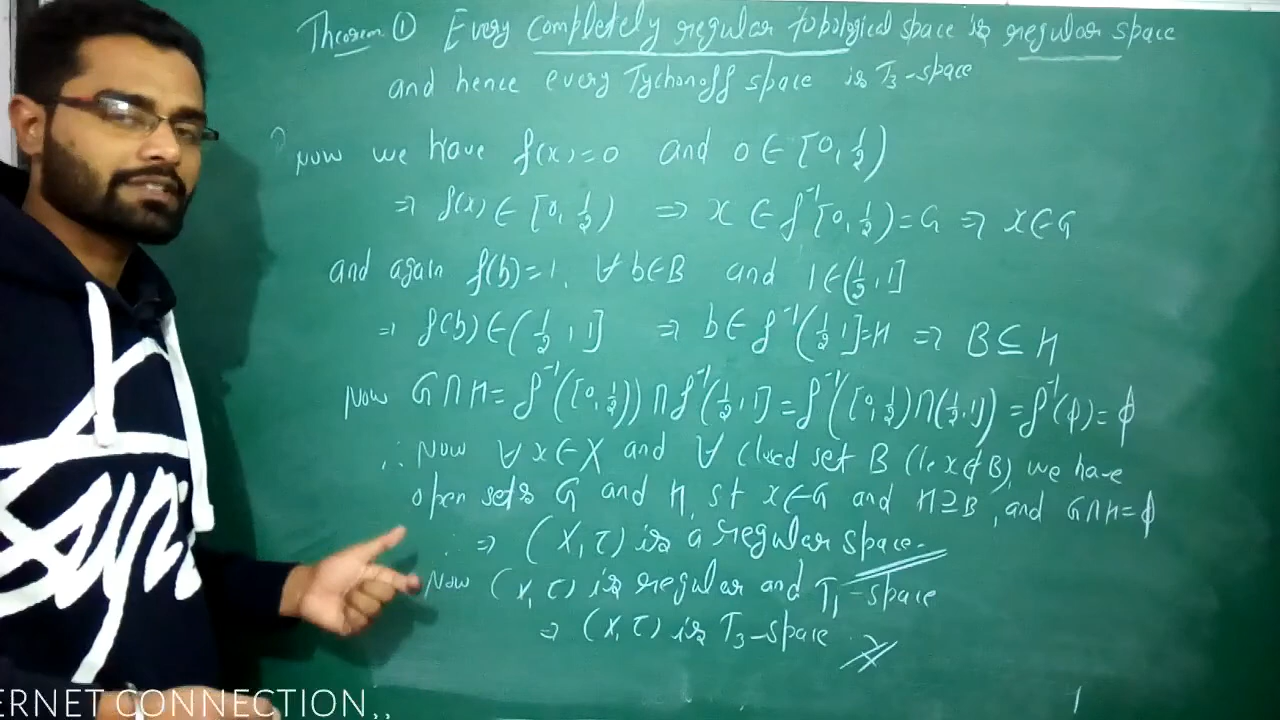 Theorem ① Every completely regular topological space is regular space
and hence every Tychonoff space is T₃-space
Now we have f(x)=0 and 0∈[0,½)
⇒ f(x)∈[0,½) ⇒ x∈f⁻¹[0,½)=G ⇒ x∈G
and again f(b)=1, ∀ b∈B and 1∈(½,1]
⇒ f(b)∈(½,1] ⇒ b∈f⁻¹(½,1]=H ⇒ B⊆H
Now G∩H=f⁻¹([0,½))∩f⁻¹(½,1]=f⁻¹([0,½)∩(½,1])=f⁻¹(ϕ)=ϕ
∴ Now ∀ x∈X and ∀ closed set B (ie x∉B), we have
open sets G and H, st x∈G and H⊇B, and G∩H=ϕ
∴ ⇒ (X,τ) is a regular space.
Now (X,τ) is regular and T₁-space
⇒ (X,τ) is T₃-space
ERNET CONNECTION,,